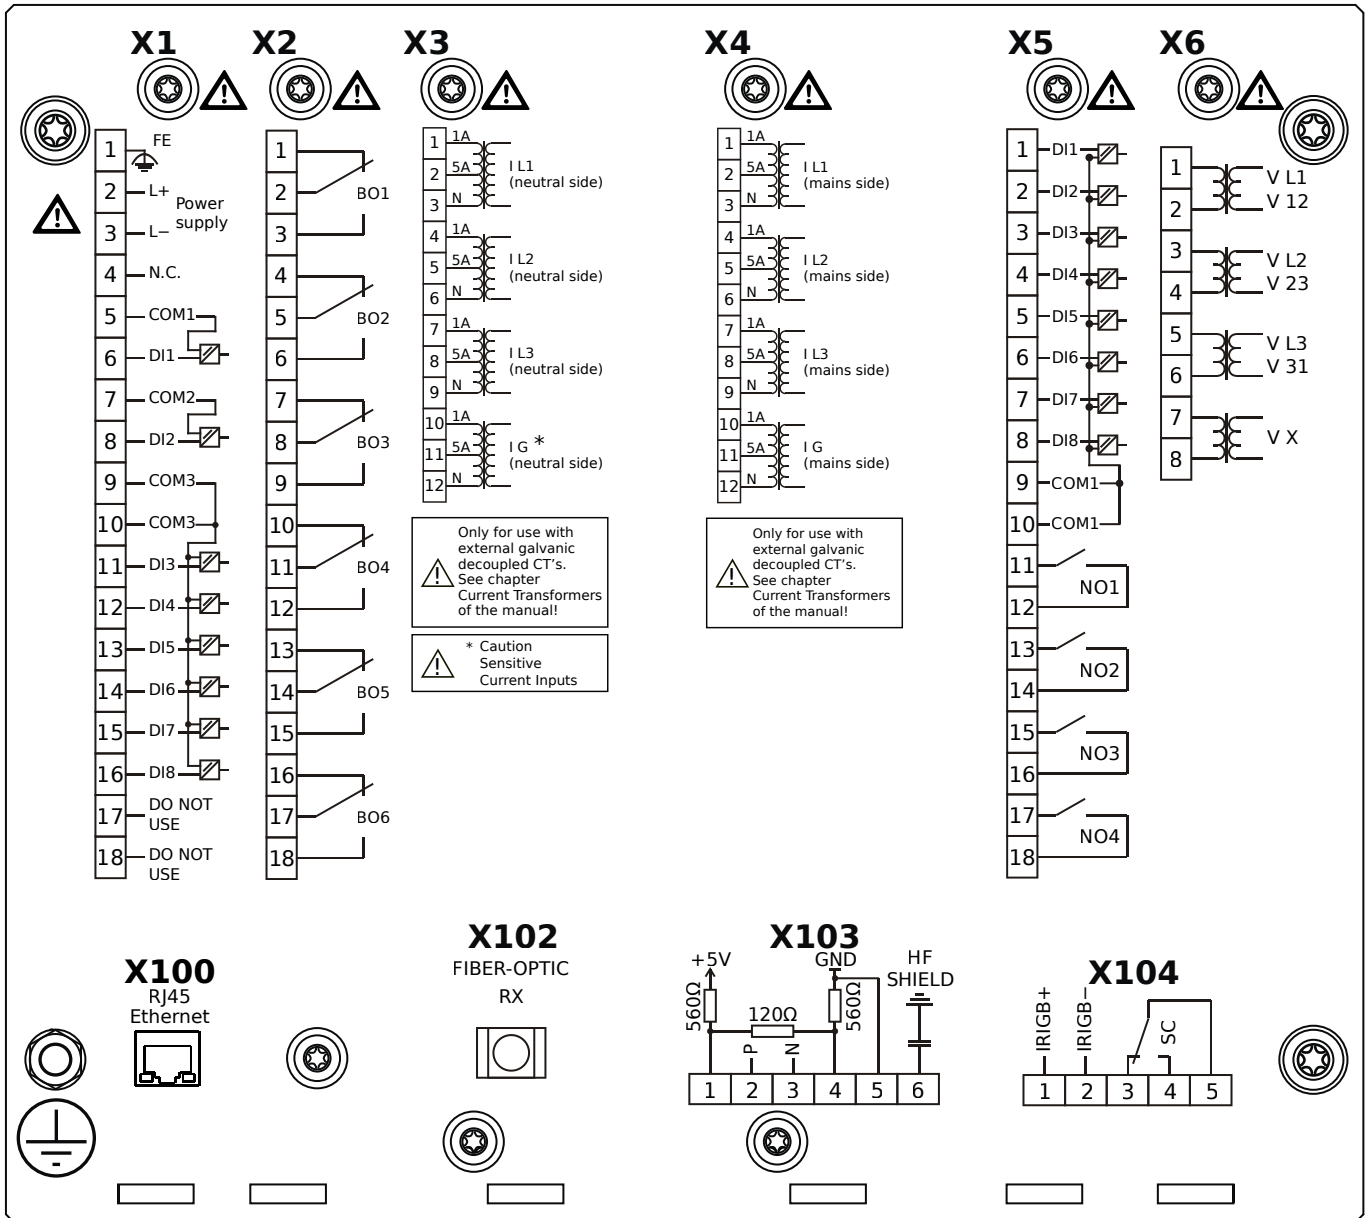 X1
X2
X3
X4
X5
X6
1 FE
2 L+
Power
supply
3 L−
4 N.C.
5 COM1
6 DI1
7 COM2
8 DI2
9 COM3
10 COM3
11 DI3
12 DI4
13 DI5
14 DI6
15 DI7
16 DI8
17 DO NOT
USE
18 DO NOT
USE
1
2 BO1
3
4
5 BO2
6
7
8 BO3
9
10
11 BO4
12
13
14 BO5
15
16
17 BO6
18
1 1A
2 5A
3 N
I L1
(neutral side)
4 1A
5 5A
6 N
I L2
(neutral side)
7 1A
8 5A
9 N
I L3
(neutral side)
10 1A
11 5A
12 N
I G *
(neutral side)
Only for use with
external galvanic
decoupled CT's.
See chapter
Current Transformers
of the manual!
* Caution
Sensitive
Current Inputs
1 1A
2 5A
3 N
I L1
(mains side)
4 1A
5 5A
6 N
I L2
(mains side)
7 1A
8 5A
9 N
I L3
(mains side)
10 1A
11 5A
12 N
I G
(mains side)
Only for use with
external galvanic
decoupled CT's.
See chapter
Current Transformers
of the manual!
1 DI1
2 DI2
3 DI3
4 DI4
5 DI5
6 DI6
7 DI7
8 DI8
9 COM1
10 COM1
11
NO1
12
13
NO2
14
15
NO3
16
17
NO4
18
1
V L1
V 12
2
3
V L2
V 23
4
5
V L3
V 31
6
7
V X
8
X100
RJ45
Ethernet
X102
FIBER-OPTIC
RX
X103
+5V
GND
HF
SHIELD
560Ω
120Ω
560Ω
P
N
1 2 3 4 5 6
X104
IRIGB+
IRIGB−
SC
1 2 3 4 5